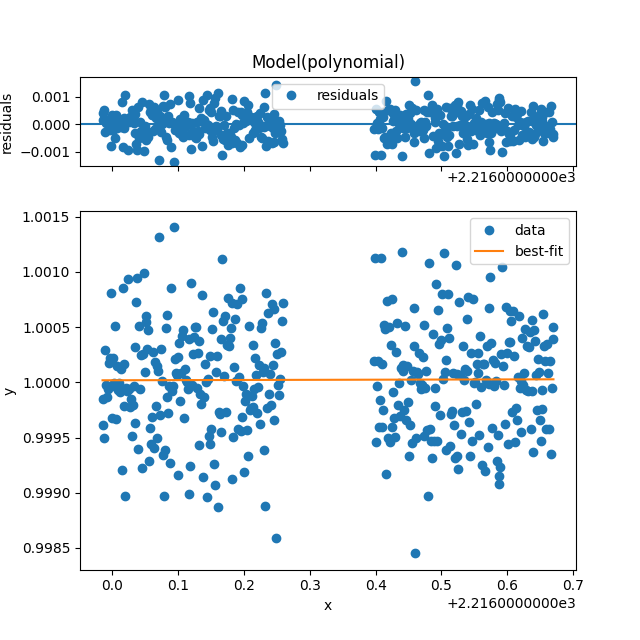 Model(polynomial)
residuals
0.001
0.000
−0.001
residuals
+2.2160000000e3
y
1.0015
1.0010
1.0005
1.0000
0.9995
0.9990
0.9985
data
best-fit
0.0 0.1 0.2 0.3 0.4 0.5 0.6 0.7
x
+2.2160000000e3